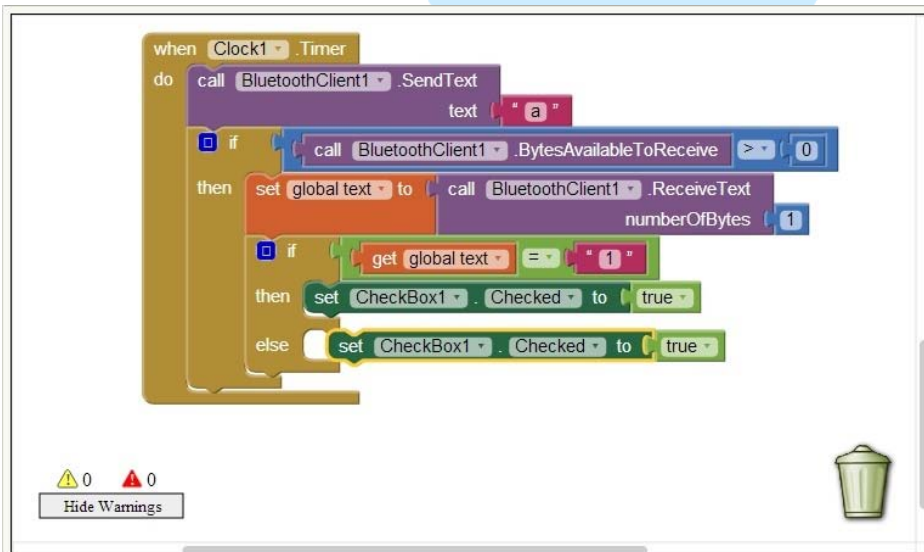 when Clock1 .Timer
do call BluetoothClient1 .SendText
text " a "
if call BluetoothClient1 .BytesAvailableToReceive > 0
then set global text to call BluetoothClient1 .ReceiveText
numberOfBytes 1
if get global text = " 1 "
then set CheckBox1 . Checked to true
else set CheckBox1 . Checked to true
0 0
Hide Warnings